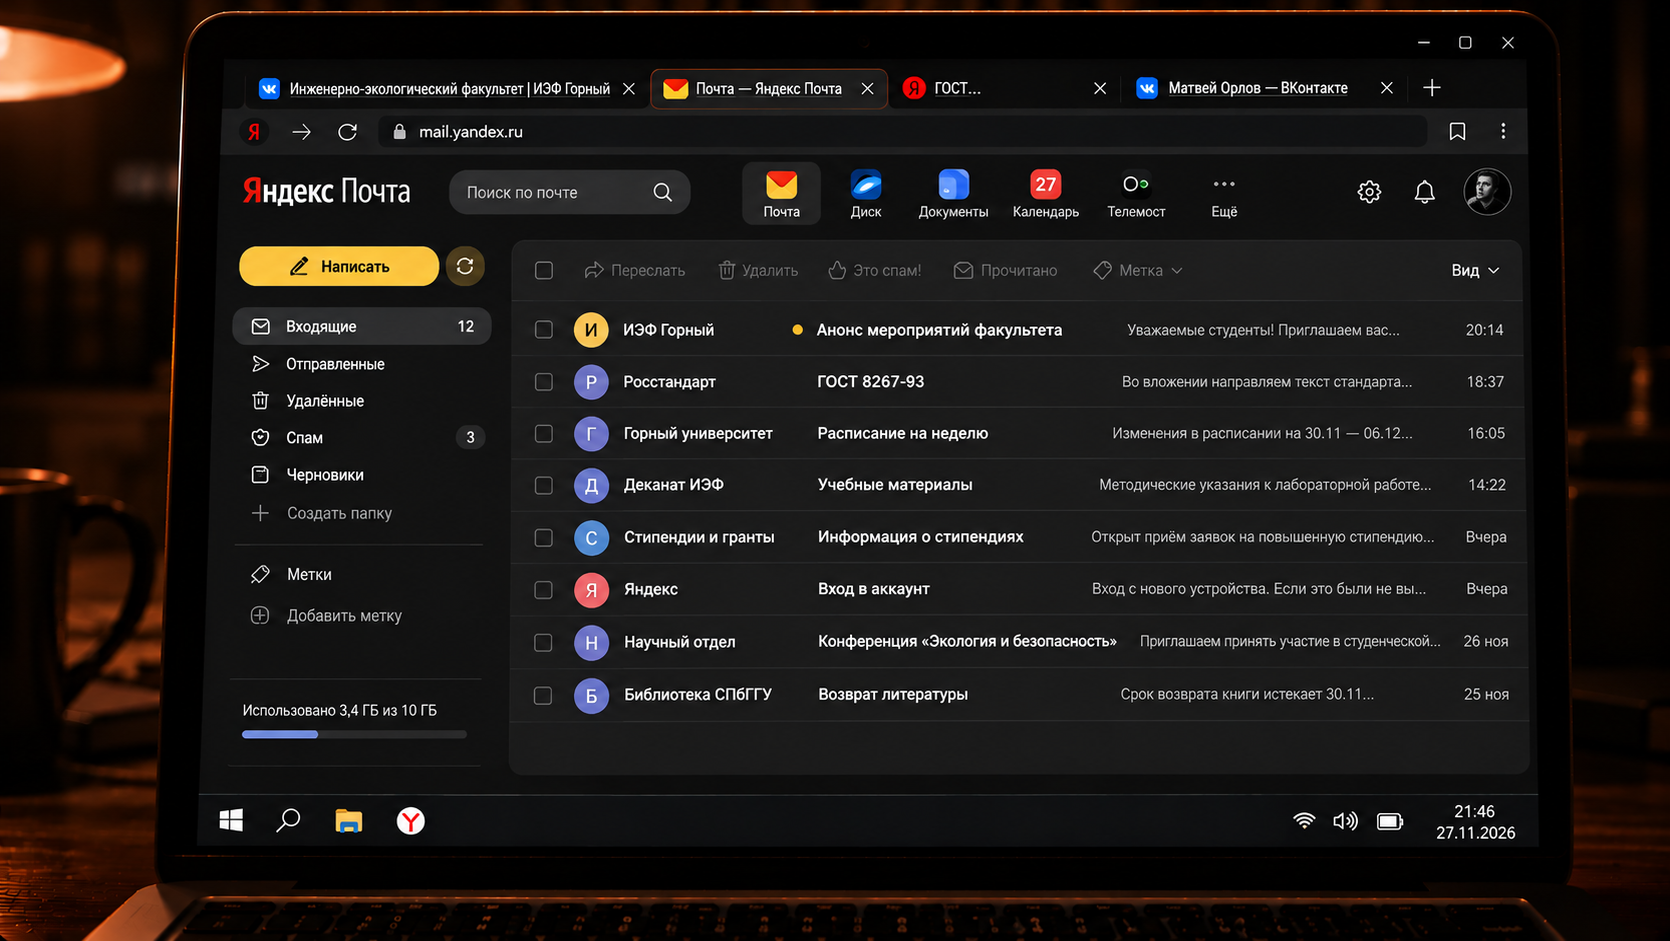 Инженерно-экологический факультет | ИЭФ Горный
Почта — Яндекс Почта
Я ГОСТ...
Матвей Орлов — ВКонтакте
Я mail.yandex.ru
Яндекс Почта
Поиск по почте
Почта
Диск
Документы
27
Календарь
Телемост
Ещё
Написать
Входящие 12
Отправленные
Удалённые
Спам 3
Черновики
Создать папку
Метки
Добавить метку
Использовано 3,4 ГБ из 10 ГБ
Переслать Удалить Это спам! Прочитано Метка Вид
И ИЭФ Горный Анонс мероприятий факультета Уважаемые студенты! Приглашаем вас... 20:14
Р Росстандарт ГОСТ 8267-93 Во вложении направляем текст стандарта... 18:37
Г Горный университет Расписание на неделю Изменения в расписании на 30.11 — 06.12... 16:05
Д Деканат ИЭФ Учебные материалы Методические указания к лабораторной работе... 14:22
С Стипендии и гранты Информация о стипендиях Открыт приём заявок на повышенную стипендию... Вчера
Я Яндекс Вход в аккаунт Вход с нового устройства. Если это были не вы... Вчера
Н Научный отдел Конференция «Экология и безопасность» Приглашаем принять участие в студенческой... 26 ноя
Б Библиотека СПбГГУ Возврат литературы Срок возврата книги истекает 30.11... 25 ноя
21:46
27.11.2026